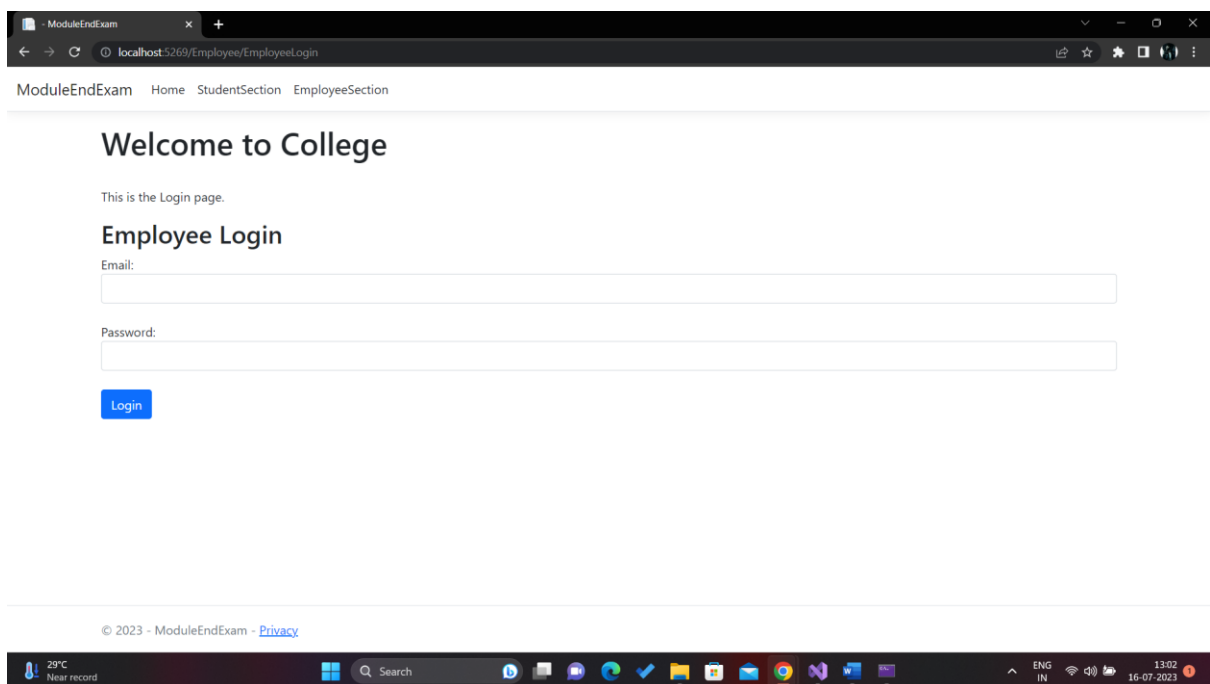 - ModuleEndExam
localhost:5269/Employee/EmployeeLogin
ModuleEndExam Home StudentSection EmployeeSection
Welcome to College
This is the Login page.
Employee Login
Email:
Password:
Login
© 2023 - ModuleEndExam - Privacy
29°C
Near record
Search
ENG
IN
13:02
16-07-2023
1